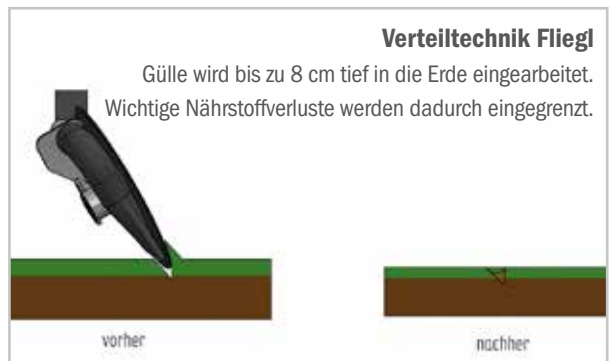 Verteiltechnik Fliegl
Gülle wird bis zu 8 cm tief in die Erde eingearbeitet.
Wichtige Nährstoffverluste werden dadurch eingegrenzt.
vorher
nachher